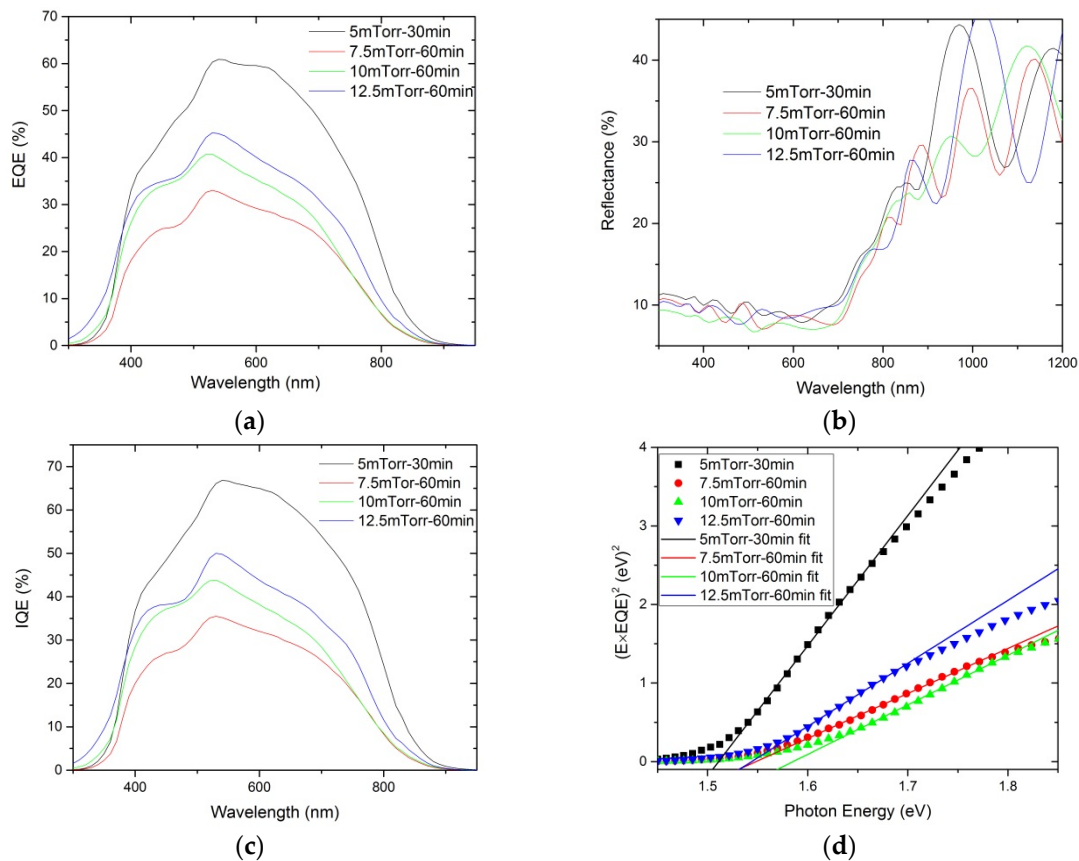 5mTorr-30min
7.5mTorr-60min
10mTorr-60min
12.5mTorr-60min
70
60
50
40
30
20
10
0
EQE (%)
400 600 800
Wavelength (nm)
(a)
5mTorr-30min
7.5mTorr-60min
10mTorr-60min
12.5mTorr-60min
40
30
20
10
Reflectance (%)
400 600 800 1000 1200
Wavelength (nm)
(b)
5mTorr-30min
7.5mTor-60min
10mTorr-60min
12.5mTorr-60min
70
60
50
40
30
20
10
0
IQE (%)
400 600 800
Wavelength (nm)
(c)
5mTorr-30min
7.5mTorr-60min
10mTorr-60min
12.5mTorr-60min
5mTorr-30min fit
7.5mTorr-60min fit
10mTorr-60min fit
12.5mTorr-60min fit
4
3
2
1
0
(E×EQE)² (eV)²
1.5 1.6 1.7 1.8
Photon Energy (eV)
(d)